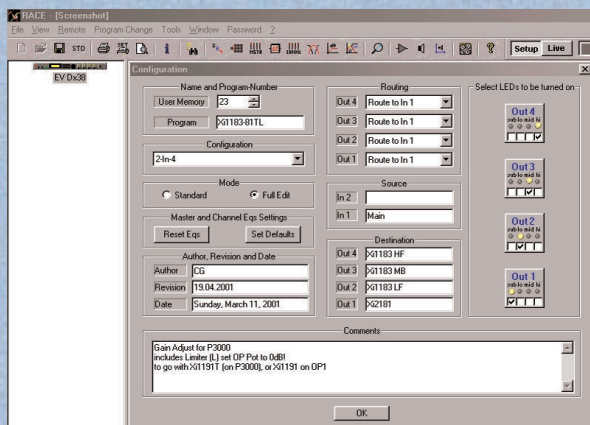 RACE - [Screenshot]
File View Remote Program Change Tools Window Password ?
STO
MSTR
Setup Live
EV Dx38
Configuration
Name and Program-Number
User Memory 23
Program Xi1183-81TL
Configuration
2-In-4
Mode
Standard Full Edit
Master and Channel Eqs Settings
Reset Eqs Set Defaults
Author, Revision and Date
Author CG
Revision 19.04.2001
Date Sunday, March 11, 2001
Routing
Out 4 Route to In 1
Out 3 Route to In 1
Out 2 Route to In 1
Out 1 Route to In 1
Source
In 2
In 1 Main
Destination
Out 4 Xi1183 HF
Out 3 Xi1183 MB
Out 2 Xi1183 LF
Out 1 Xi2181
Select LEDs to be turned on
Out 4
sub lo mid hi
Out 3
sub lo mid hi
Out 2
sub lo mid hi
Out 1
sub lo mid hi
Comments
Gain Adjust for P3000
includes Limiter (L) set OP Pot to 0dB!
to go with Xi1191T (on P3000), or Xi1191 on OP1
OK